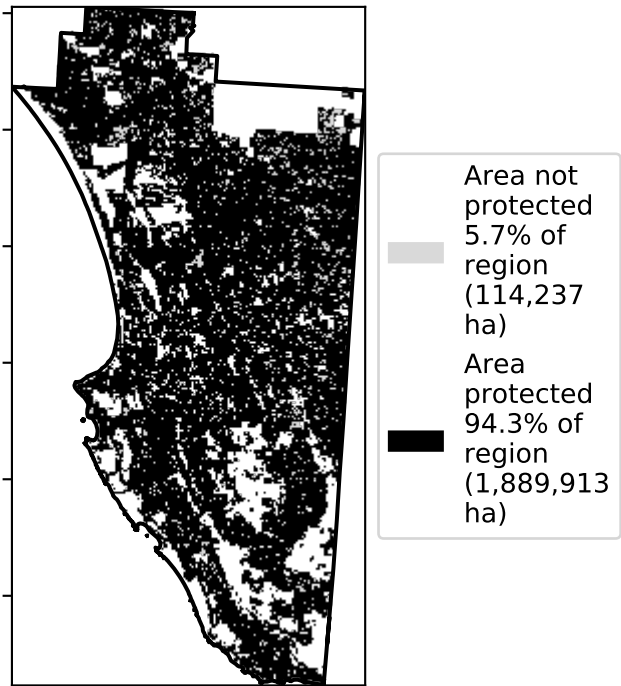 Area not
protected
5.7% of
region
(114,237
ha)
Area
protected
94.3% of
region
(1,889,913
ha)